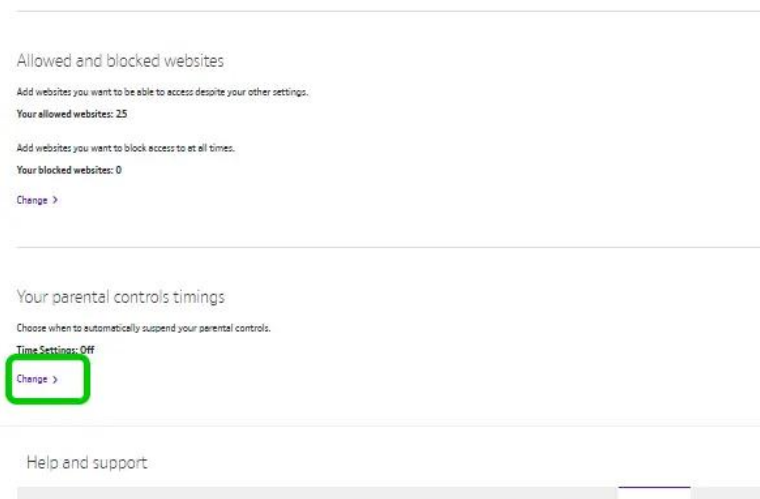 Allowed and blocked websites
Add websites you want to be able to access despite your other settings.
Your allowed websites: 25
Add websites you want to block access to at all times.
Your blocked websites: 0
Change >
Your parental controls timings
Choose when to automatically suspend your parental controls.
Time Settings: Off
Change >
Help and support